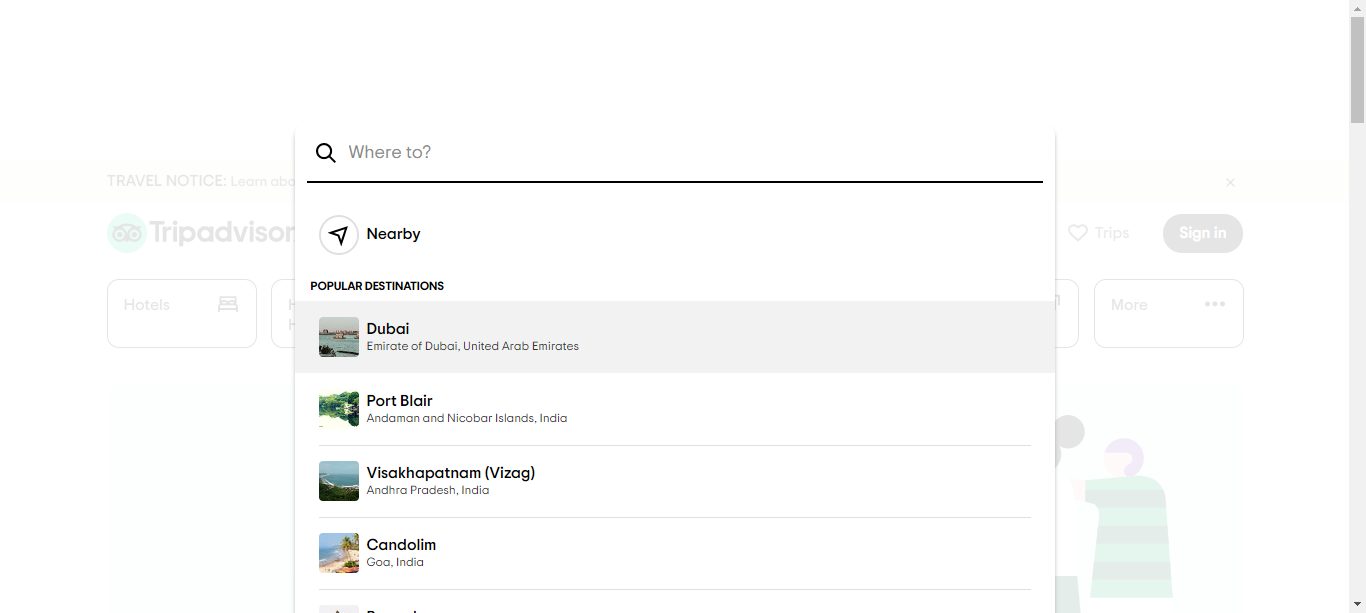 Where to?
TRAVEL NOTICE: Learn abo
Tripadvisor
Trips
Sign in
Nearby
Hotels
More
POPULAR DESTINATIONS
Dubai
Emirate of Dubai, United Arab Emirates
Port Blair
Andaman and Nicobar Islands, India
Visakhapatnam (Vizag)
Andhra Pradesh, India
Candolim
Goa, India